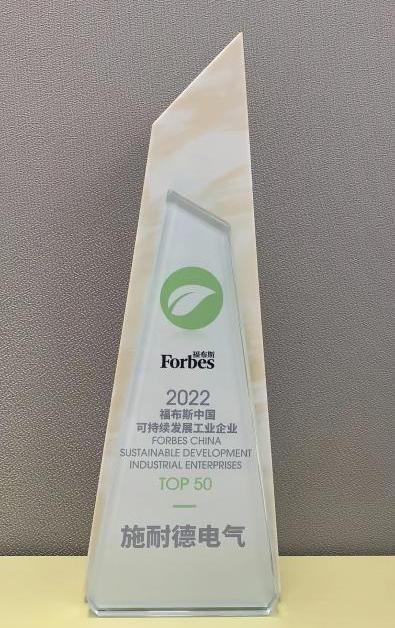 福布斯
Forbes
2022
福布斯中国
可持续发展工业企业
FORBES CHINA
SUSTAINABLE DEVELOPMENT
INDUSTRIAL ENTERPRISES
TOP 50
施耐德电气